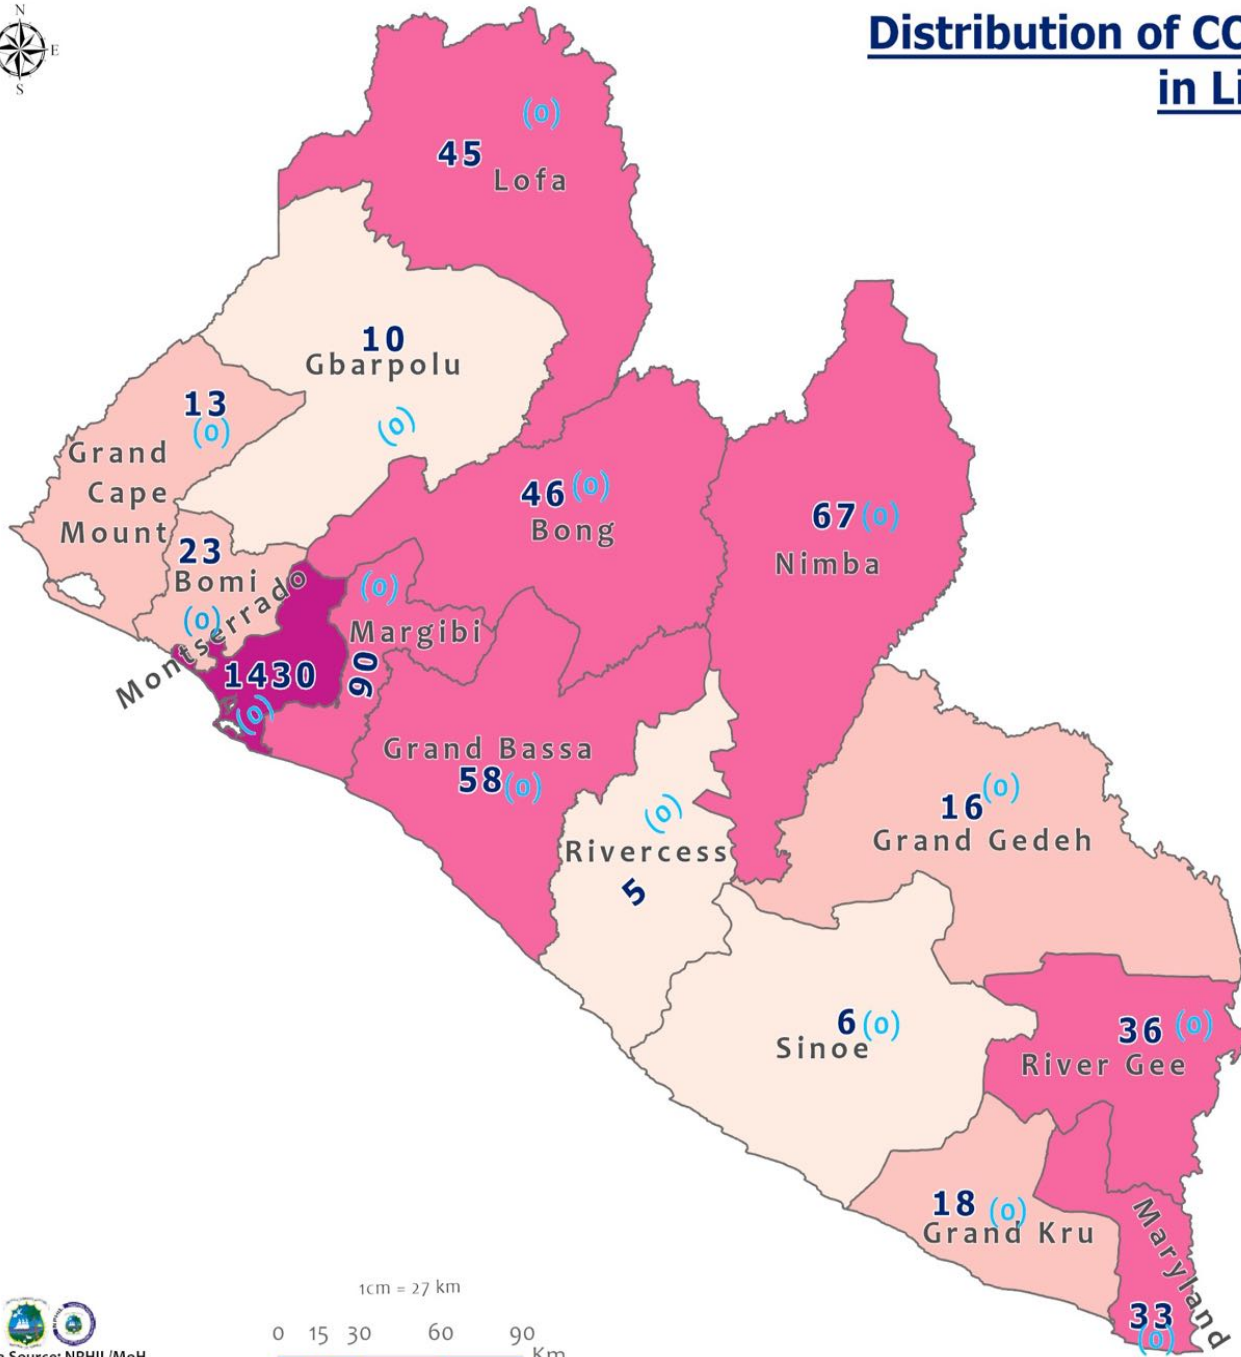 N
E
S
Distribution of CO
in Li
(0)
45
Lofa
10
Gbarpolu
(0)
13
(0)
Grand
Cape
Mount
46 (0)
Bong
67 (0)
Nimba
23
Bomi
(0)
Montserrado
1430
(0)
(0)
Margibi
90
Grand Bassa
58 (0)
(0)
Rivercess
5
16 (0)
Grand Gedeh
6 (0)
Sinoe
36 (0)
River Gee
18 (0)
Grand Kru
Maryland
33
(0)
1cm = 27 km
0 15 30 60 90
Km
Source: NPHIL/MoH